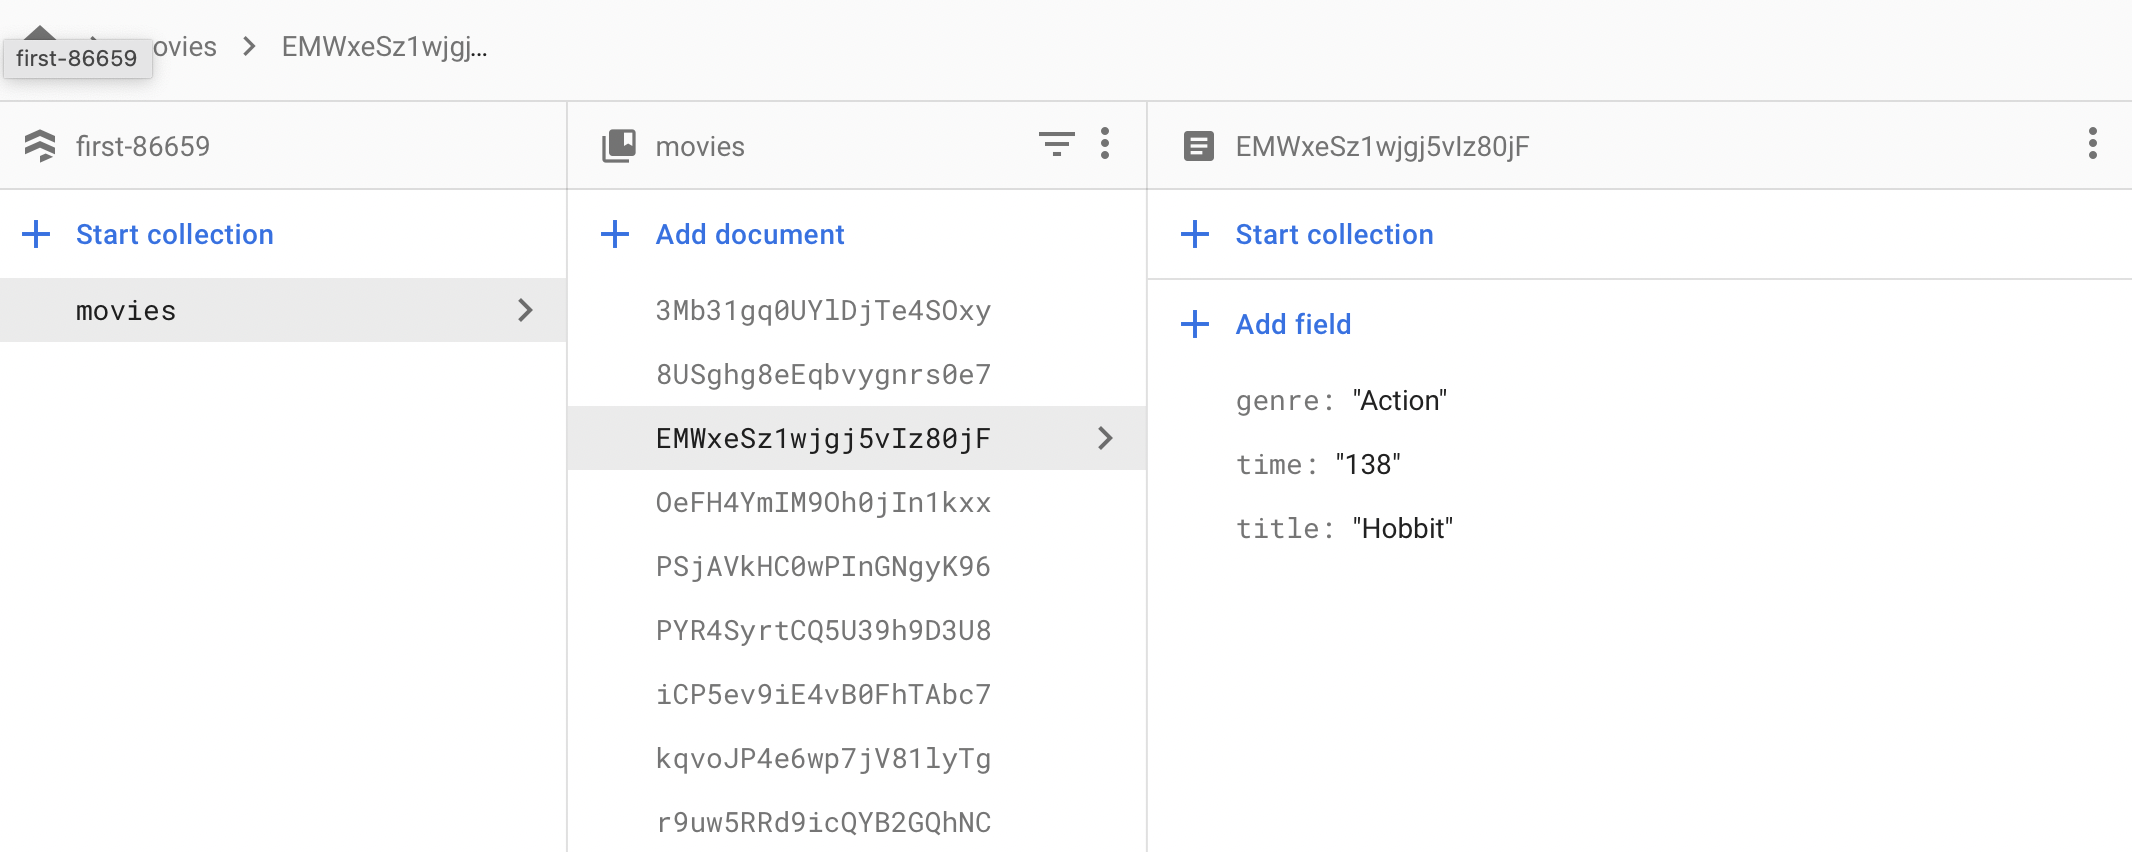 first-86659
ovies
EMWxeSz1wjgj...
first-86659
movies
EMWxeSz1wjgj5vIz80jF
Start collection
Add document
Start collection
movies
3Mb31gq0UYlDjTe4SOxy
8USghg8eEqbvygnrs0e7
EMWxeSz1wjgj5vIz80jF
OeFH4YmIM9Oh0jIn1kxx
PSjAVkHC0wPInGNgyK96
PYR4SyrtCQ5U39h9D3U8
iCP5ev9iE4vB0FhTAbc7
kqvoJP4e6wp7jV81lyTg
r9uw5RRd9icQYB2GQhNC
Add field
genre: "Action"
time: "138"
title: "Hobbit"